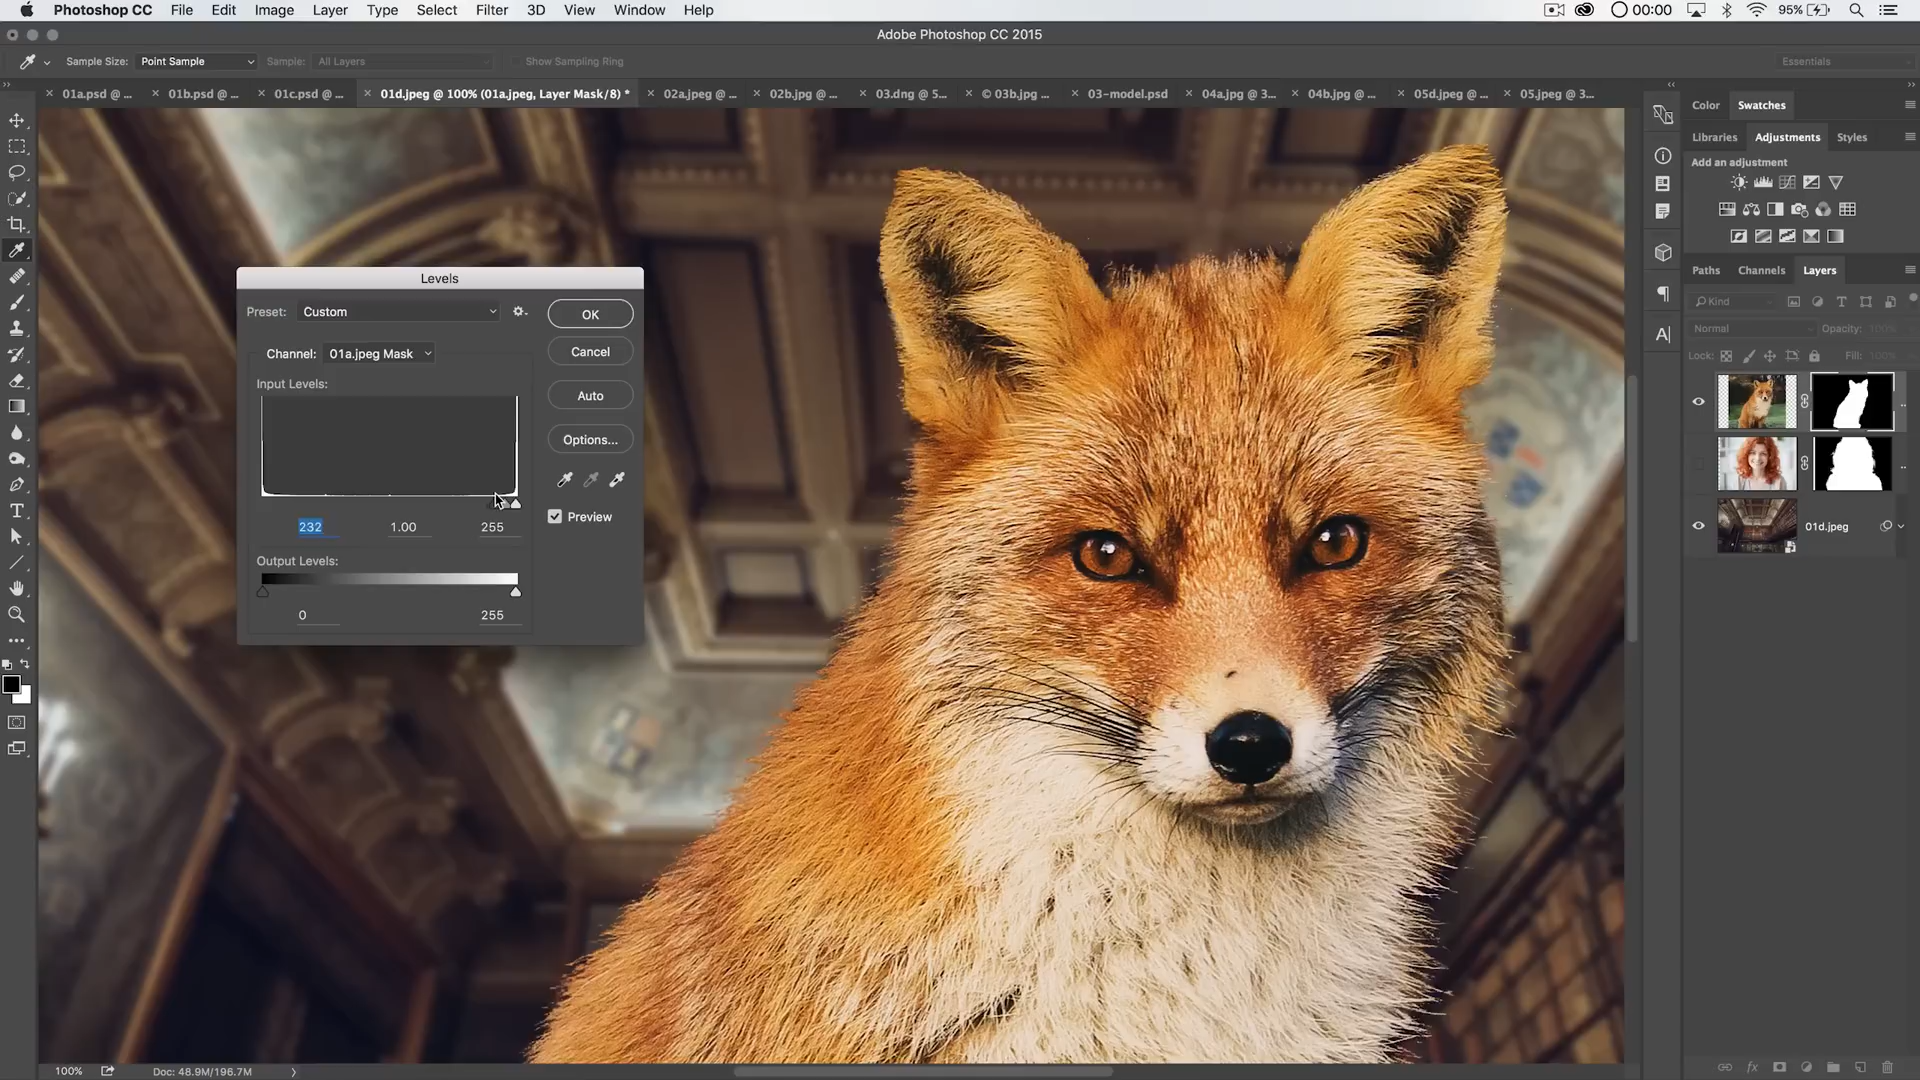 Photoshop CC File Edit Image Layer Type Select Filter 3D View Window Help 00:00 95%
Adobe Photoshop CC 2015
Sample Size: Point Sample Sample: All Layers Show Sampling Ring Essentials
01a.psd @ ... 01b.psd @ ... 01c.psd @ ... 01d.jpeg @ 100% (01a.jpeg, Layer Mask/8) * 02a.jpeg @ ... 02b.jpg @ ... 03.dng @ 5... © 03b.jpg ... 03-model.psd 04a.jpg @ 3... 04b.jpg @ ... 05d.jpeg @ ... 05.jpeg @ 3...
Color Swatches
Libraries Adjustments Styles
Add an adjustment
Paths Channels Layers
Kind
Normal Opacity: 100%
Lock: Fill: 100%
01d.jpeg
Levels
Preset: Custom
OK
Channel: 01a.jpeg Mask
Cancel
Input Levels:
Auto
Options...
Preview
232 1.00 255
Output Levels:
0 255
100% Doc: 48.9M/196.7M